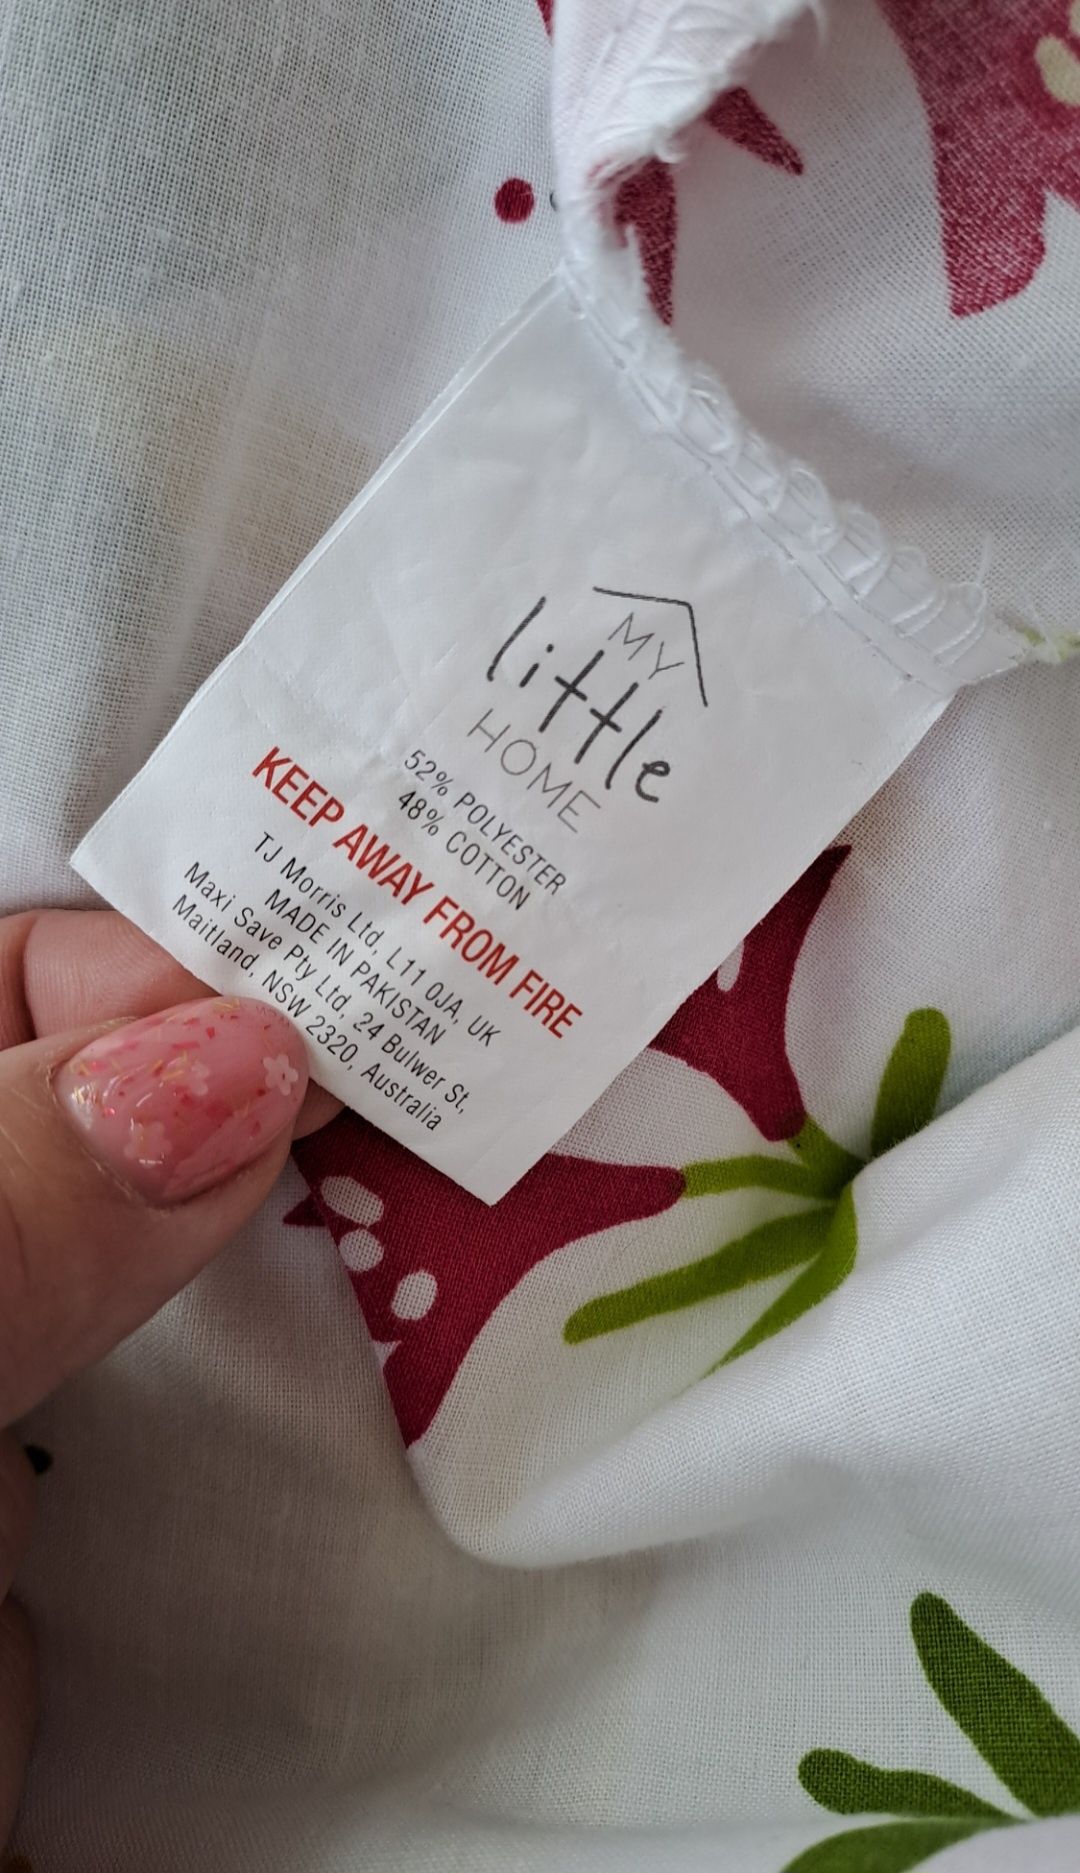 MY
little
HOME
52% POLYESTER
48% COTTON
KEEP AWAY FROM FIRE
TJ Morris Ltd, L11 0JA, UK
MADE IN PAKISTAN
Maxi Save Pty Ltd, 24 Bulwer St,
Maitland, NSW 2320, Australia